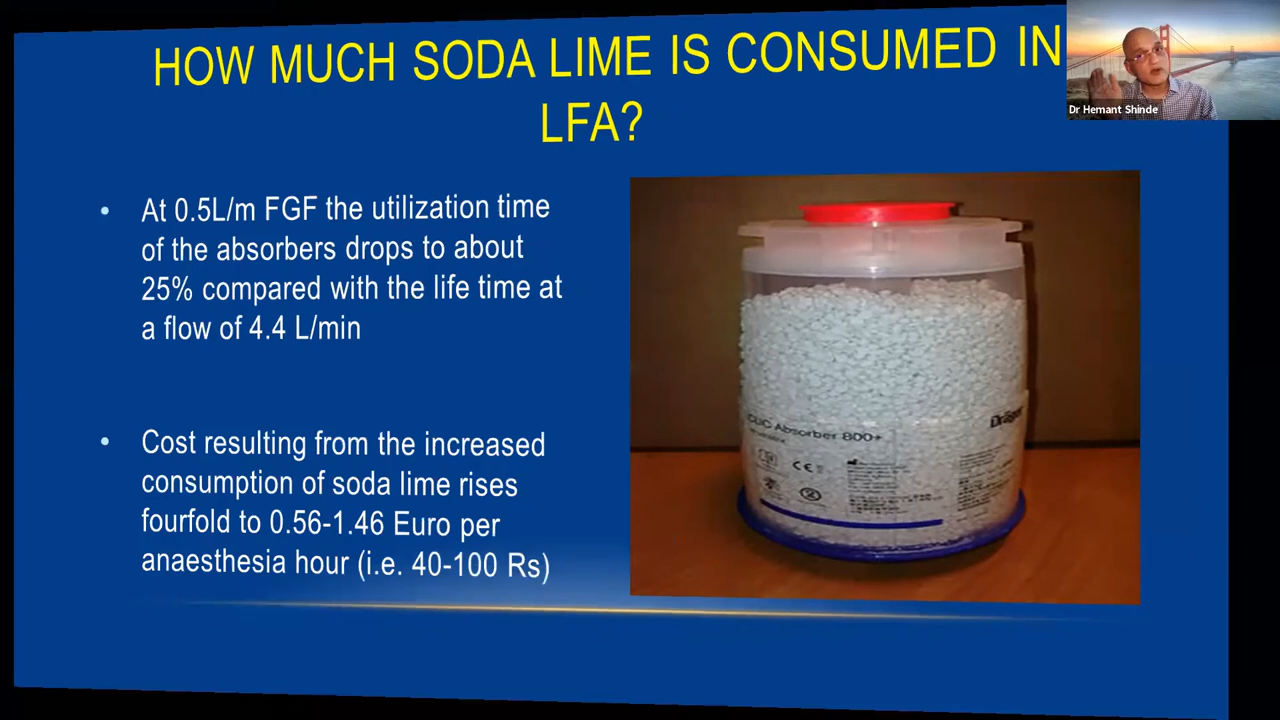 HOW MUCH SODA LIME IS CONSUMED IN
LFA?
Dr Hemant Shinde
• At 0.5L/m FGF the utilization time
of the absorbers drops to about
25% compared with the life time at
a flow of 4.4 L/min
• Cost resulting from the increased
consumption of soda lime rises
fourfold to 0.56-1.46 Euro per
anaesthesia hour (i.e. 40-100 Rs)
Absorber 800+
Dräger
CE